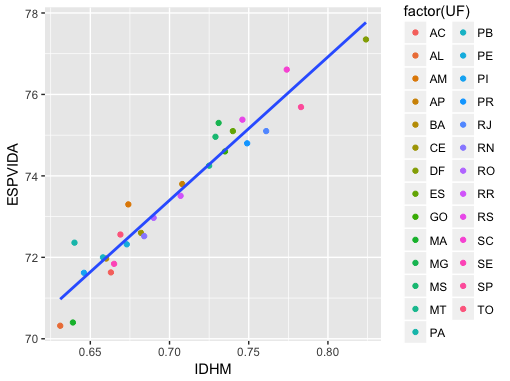 factor(UF)
AC
AL
AM
AP
BA
CE
DF
ES
GO
MA
MG
MS
MT
PA
PB
PE
PI
PR
RJ
RN
RO
RR
RS
SC
SE
SP
TO
ESPVIDA
78
76
74
72
70
0.65 0.70 0.75 0.80
IDHM